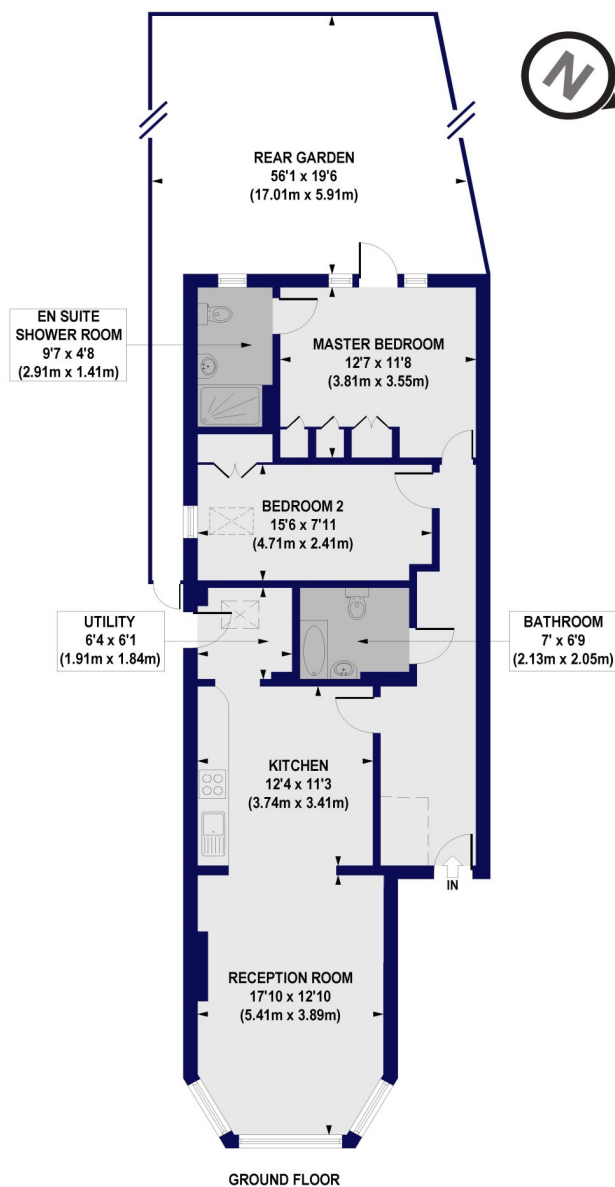 N
REAR GARDEN
56'1 x 19'6
(17.01m x 5.91m)
EN SUITE
SHOWER ROOM
9'7 x 4'8
(2.91m x 1.41m)
MASTER BEDROOM
12'7 x 11'8
(3.81m x 3.55m)
BEDROOM 2
15'6 x 7'11
(4.71m x 2.41m)
UTILITY
6'4 x 6'1
(1.91m x 1.84m)
BATHROOM
7' x 6'9
(2.13m x 2.05m)
KITCHEN
12'4 x 11'3
(3.74m x 3.41m)
IN
RECEPTION ROOM
17'10 x 12'10
(5.41m x 3.89m)
GROUND FLOOR